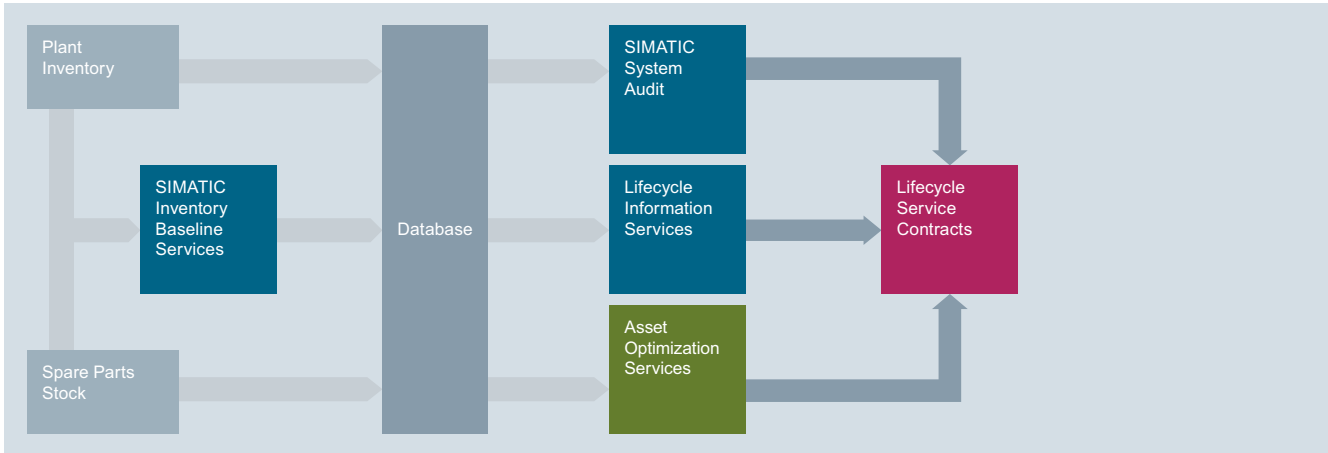 Plant
Inventory
SIMATIC
Inventory
Baseline
Services
Spare Parts
Stock
Database
SIMATIC
System
Audit
Lifecycle
Information
Services
Asset
Optimization
Services
Lifecycle
Service
Contracts